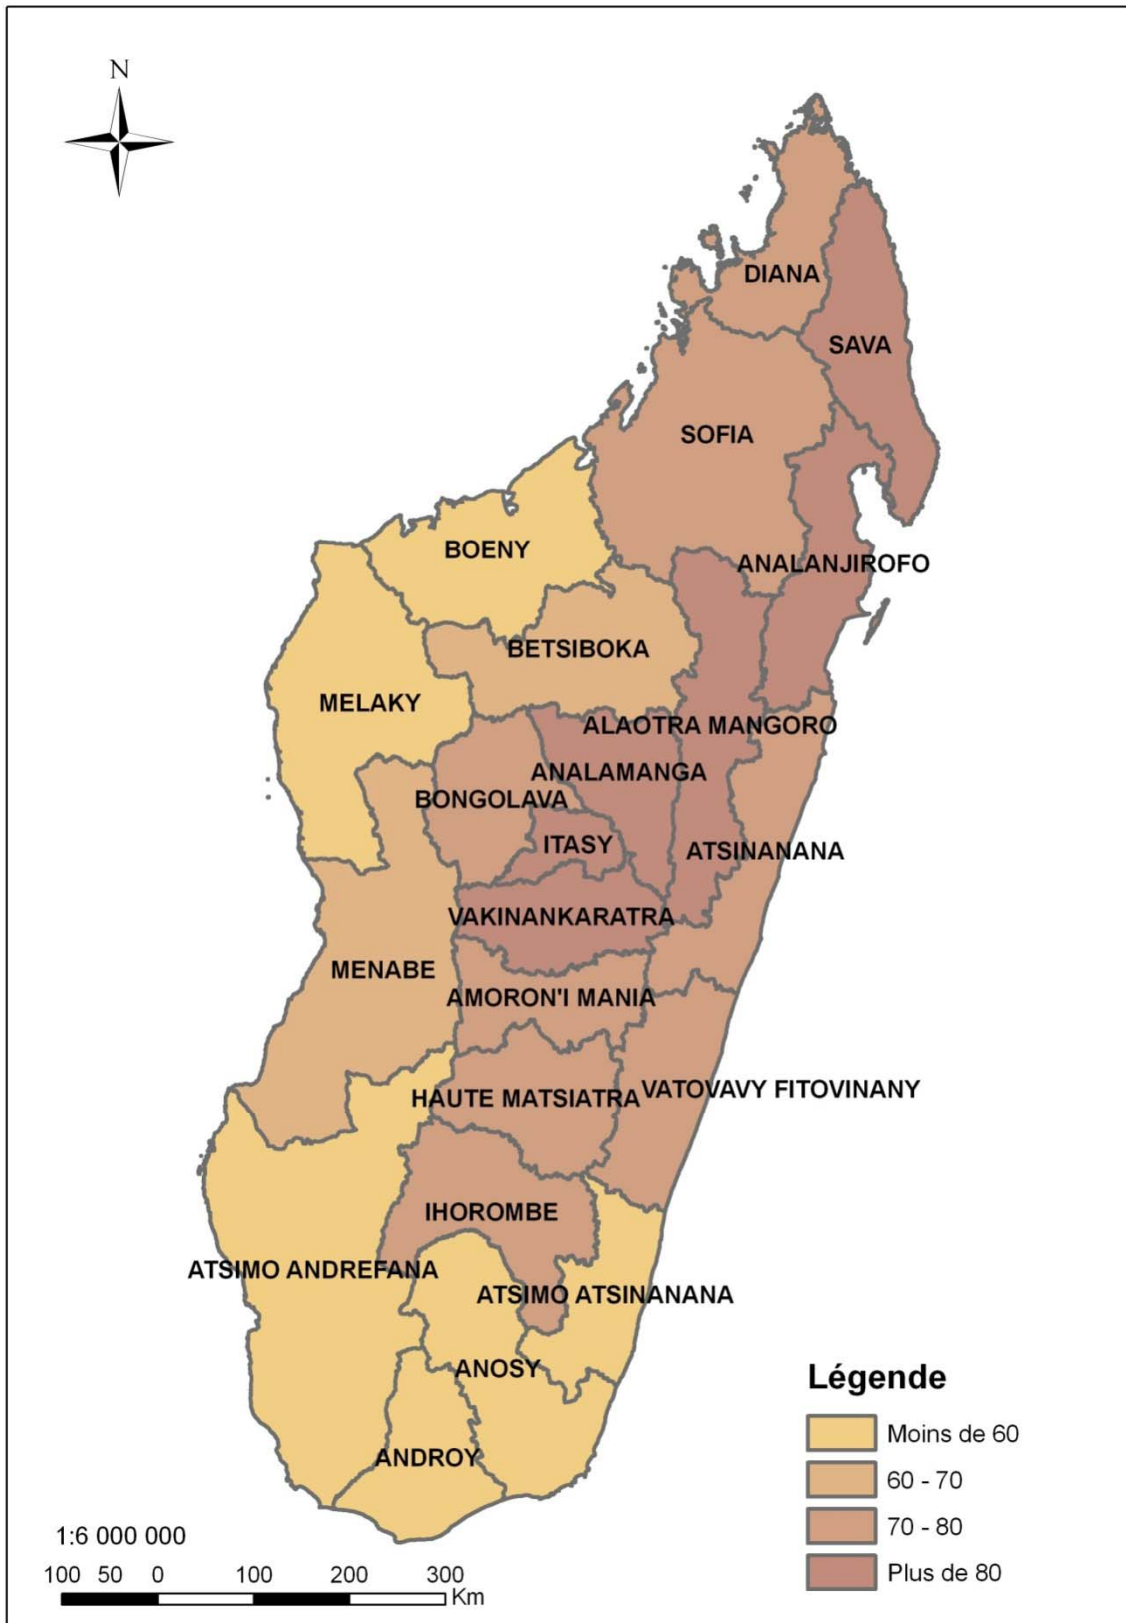 N
DIANA
SAVA
SOFIA
BOENY
ANALANJIROFO
BETSIBOKA
MELAKY
ALAOTRA MANGORO
ANALAMANGA
BONGOLAVA
ITASY
ATSINANANA
VAKINANKARATRA
MENABE
AMORON'I MANIA
HAUTE MATSIATRA
VATOVAVY FITOVINANY
IHOROMBE
ATSIMO ANDREFANA
ATSIMO ATSINANANA
ANOSY
ANDROY
Légende
Moins de 60
60 - 70
70 - 80
Plus de 80
1:6 000 000
100 50 0 100 200 300
Km